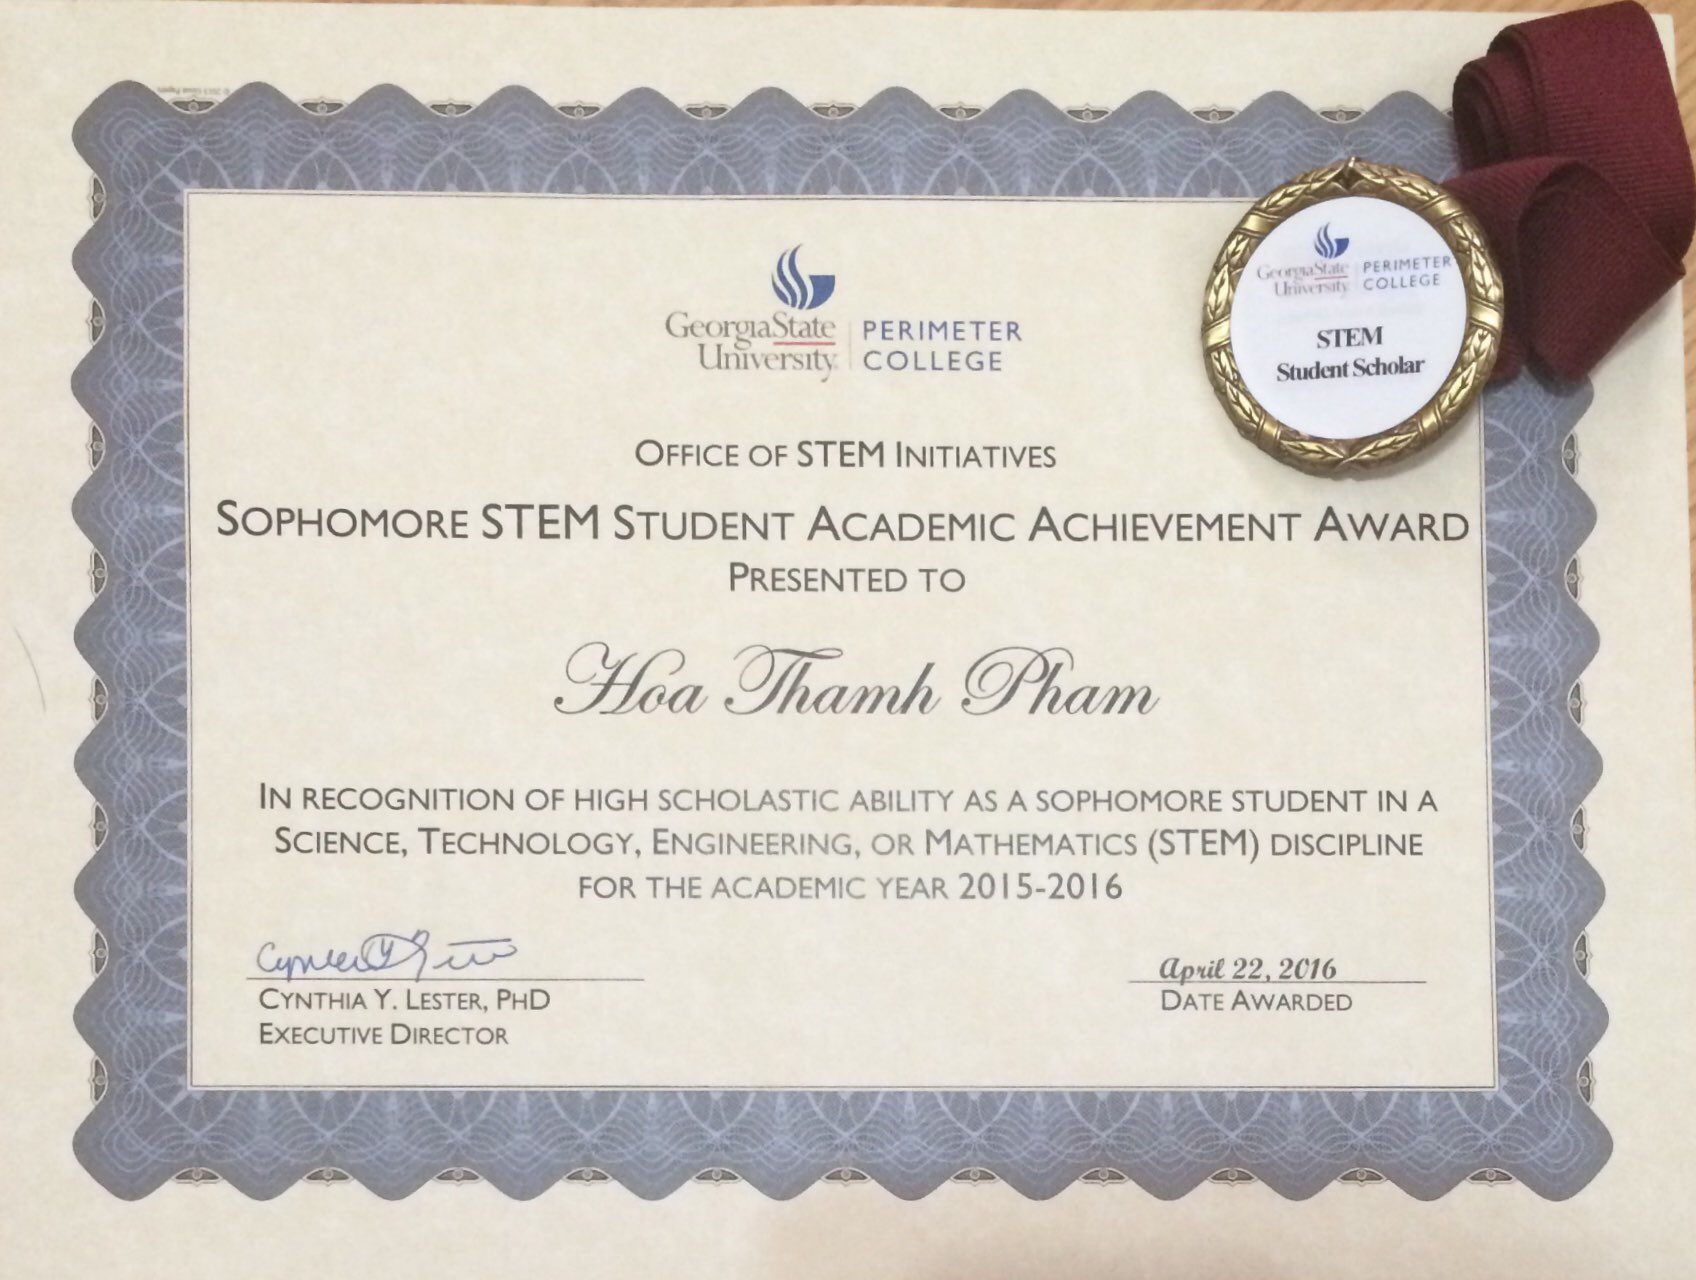 GeorgiaState
University
PERIMETER
COLLEGE
OFFICE OF STEM INITIATIVES
SOPHOMORE STEM STUDENT ACADEMIC ACHIEVEMENT AWARD
PRESENTED TO
Hoa Thamh Pham
IN RECOGNITION OF HIGH SCHOLASTIC ABILITY AS A SOPHOMORE STUDENT IN A
SCIENCE, TECHNOLOGY, ENGINEERING, OR MATHEMATICS (STEM) DISCIPLINE
FOR THE ACADEMIC YEAR 2015-2016
CYNTHIA Y. LESTER, PHD
EXECUTIVE DIRECTOR
April 22, 2016
DATE AWARDED
GeorgiaState
University
PERIMETER
COLLEGE
STEM
Student Scholar